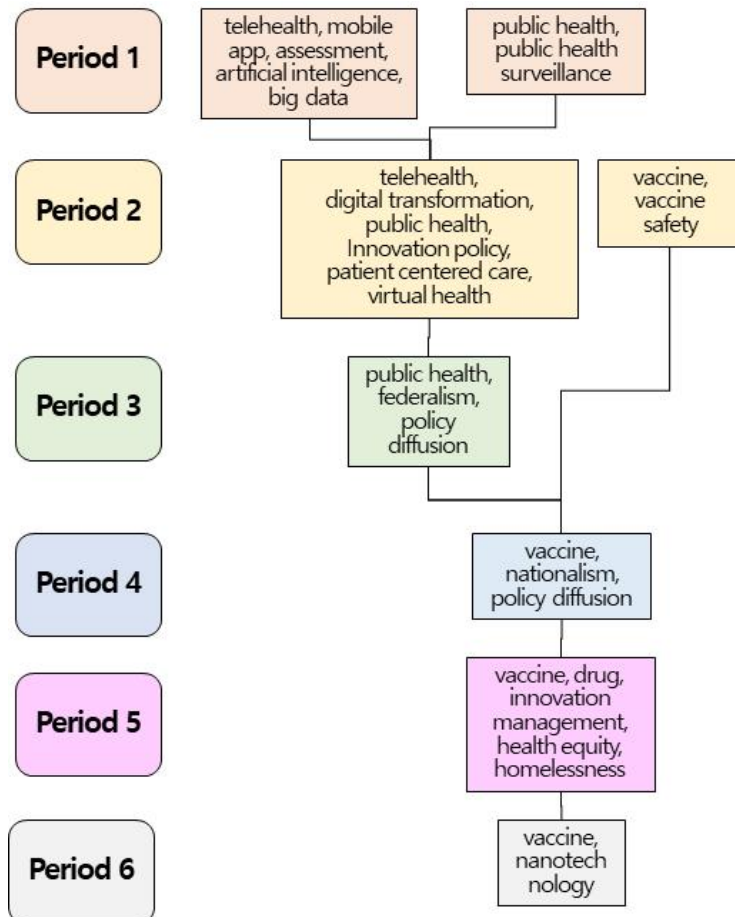 Period 1
telehealth, mobile
app, assessment,
artificial intelligence,
big data
public health,
public health
surveillance
Period 2
telehealth,
digital transformation,
public health,
Innovation policy,
patient centered care,
virtual health
vaccine,
vaccine
safety
Period 3
public health,
federalism,
policy
diffusion
Period 4
vaccine,
nationalism,
policy diffusion
Period 5
vaccine, drug,
innovation
management,
health equity,
homelessness
Period 6
vaccine,
nanotech
nology